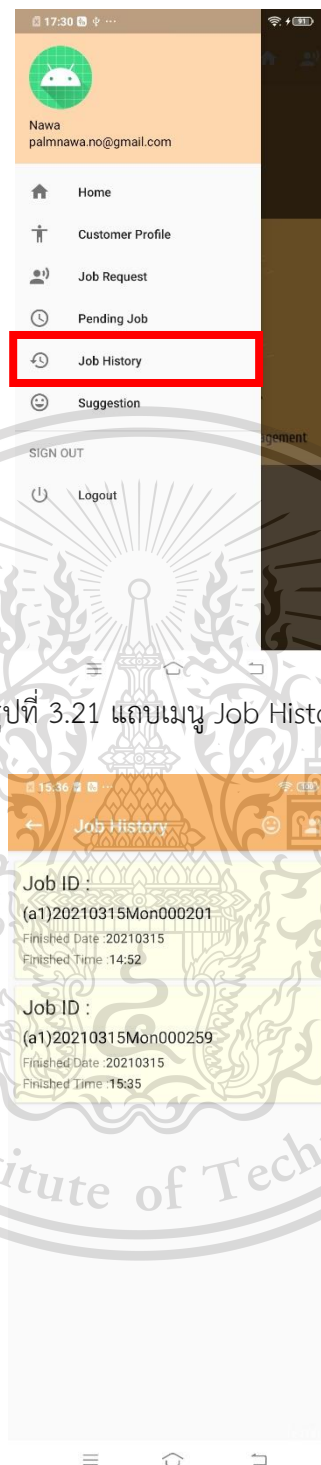 17:30 ··· 91
Nawa
palmnawa.no@gmail.com
Home
Customer Profile
Job Request
Pending Job
Job History
Suggestion
gement
SIGN OUT
Logout
ปที่ 3.21 แถบเมนู Job Histo
15:36 ··· 100
Job History
Job ID :
(a1)20210315Mon000201
Finished Date :20210315
Finished Time :14:52
Job ID :
(a1)20210315Mon000259
Finished Date :20210315
Finished Time :15:35
itute of Tech